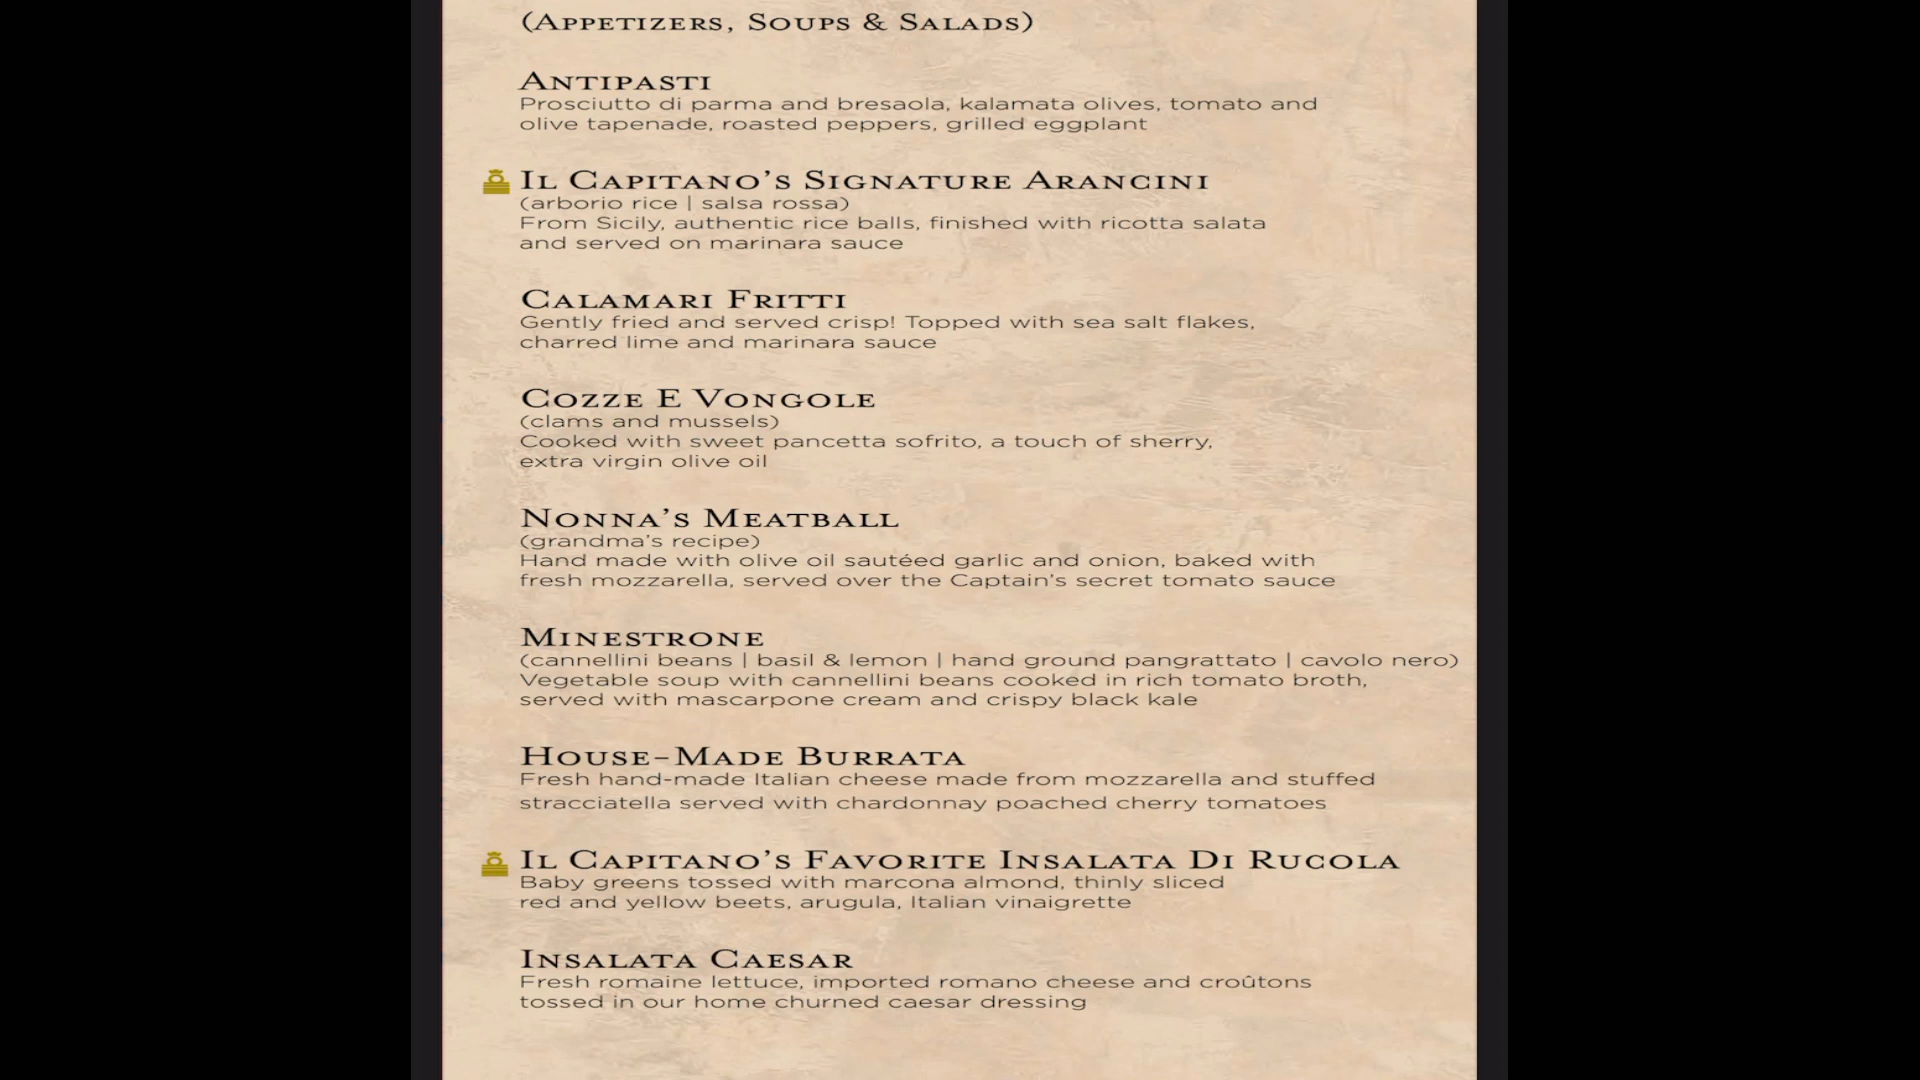 (Appetizers, Soups & Salads)
Antipasti
Prosciutto di parma and bresaola, kalamata olives, tomato and
olive tapenade, roasted peppers, grilled eggplant
Il Capitano's Signature Arancini
(arborio rice | salsa rossa)
From Sicily, authentic rice balls, finished with ricotta salata
and served on marinara sauce
Calamari Fritti
Gently fried and served crisp! Topped with sea salt flakes,
charred lime and marinara sauce
Cozze E Vongole
(clams and mussels)
Cooked with sweet pancetta sofrito, a touch of sherry,
extra virgin olive oil
Nonna's Meatball
(grandma's recipe)
Hand made with olive oil sautéed garlic and onion, baked with
fresh mozzarella, served over the Captain's secret tomato sauce
Minestrone
(cannellini beans | basil & lemon | hand ground pangrattato | cavolo nero)
Vegetable soup with cannellini beans cooked in rich tomato broth,
served with mascarpone cream and crispy black kale
House-Made Burrata
Fresh hand-made Italian cheese made from mozzarella and stuffed
stracciatella served with chardonnay poached cherry tomatoes
Il Capitano's Favorite Insalata Di Rucola
Baby greens tossed with marcona almond, thinly sliced
red and yellow beets, arugula, Italian vinaigrette
Insalata Caesar
Fresh romaine lettuce, imported romano cheese and croûtons
tossed in our home churned caesar dressing